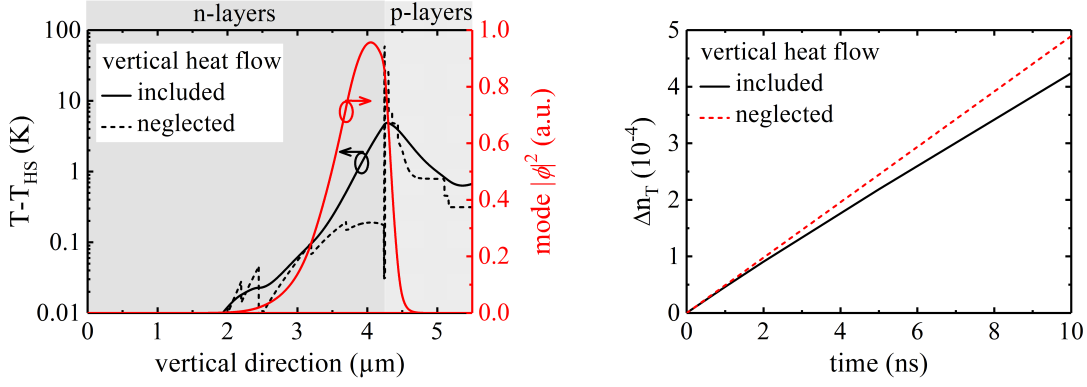 n-layers p-layers
vertical heat flow
included
neglected
T-T_HS (K)
100
10
1
0.1
0.01
0 1 2 3 4 5
vertical direction (μm)
1.0
0.8
0.6
0.4
0.2
0.0
mode |ϕ|² (a.u.)
vertical heat flow
included
neglected
Δn_T (10⁻⁴)
5
4
3
2
1
0
0 2 4 6 8 10
time (ns)